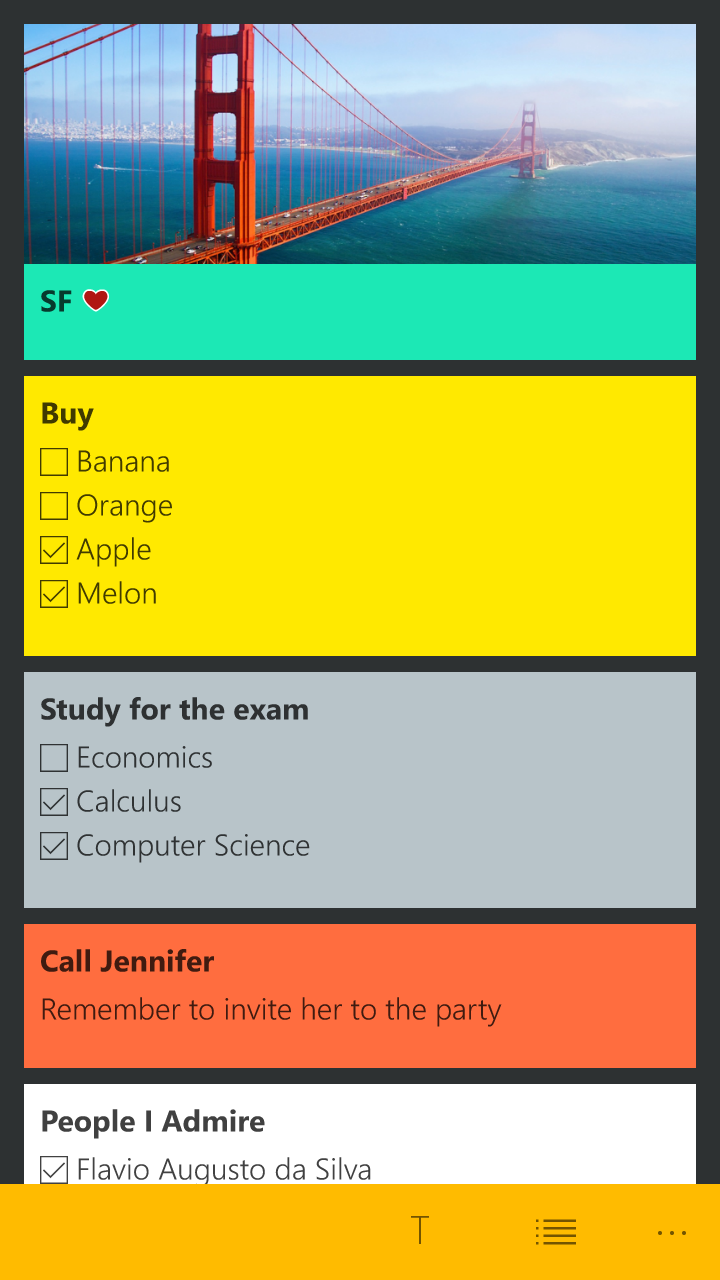 SF ❤
Buy
Banana
Orange
Apple
Melon
Study for the exam
Economics
Calculus
Computer Science
Call Jennifer
Remember to invite her to the party
People I Admire
Flavio Augusto da Silva
T